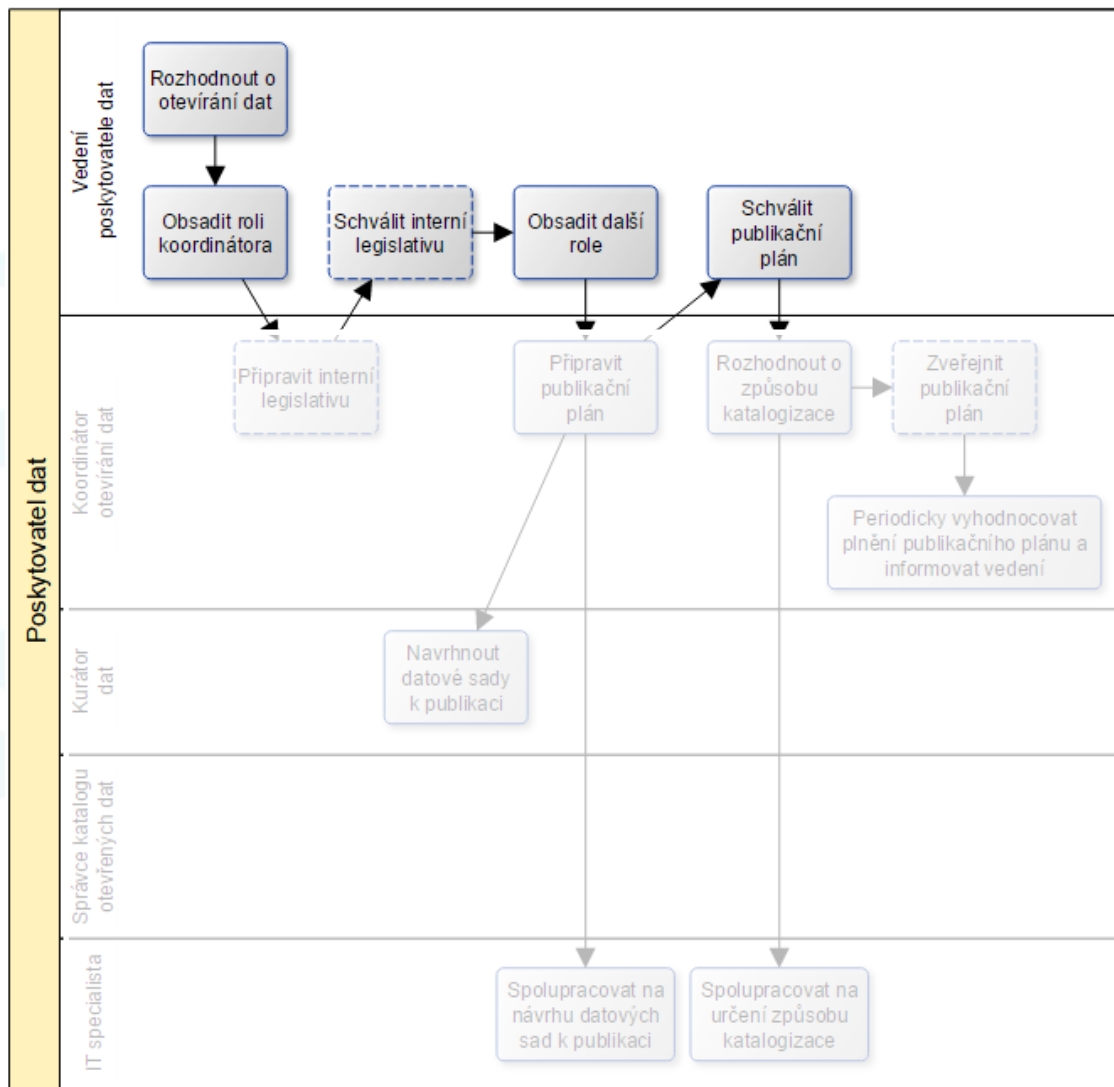 Poskytovatel dat
Vedení
poskytovatele dat
Rozhodnout o
otevírání dat
Obsadit roli
koordinátora
Schválit interní
legislativu
Obsadit další
role
Schválit
publikační
plán
Koordinátor
otevírání dat
Připravit interní
legislativu
Připravit
publikační
plán
Rozhodnout o
způsobu
katalogizace
Zveřejnit
publikační
plán
Periodicky vyhodnocovat
plnění publikačního plánu a
informovat vedení
Kurátor
dat
Navrhnout
datové sady
k publikaci
Správce katalogu
otevřených dat
IT specialista
Spolupracovat na
návrhu datových
sad k publikaci
Spolupracovat na
určení způsobu
katalogizace